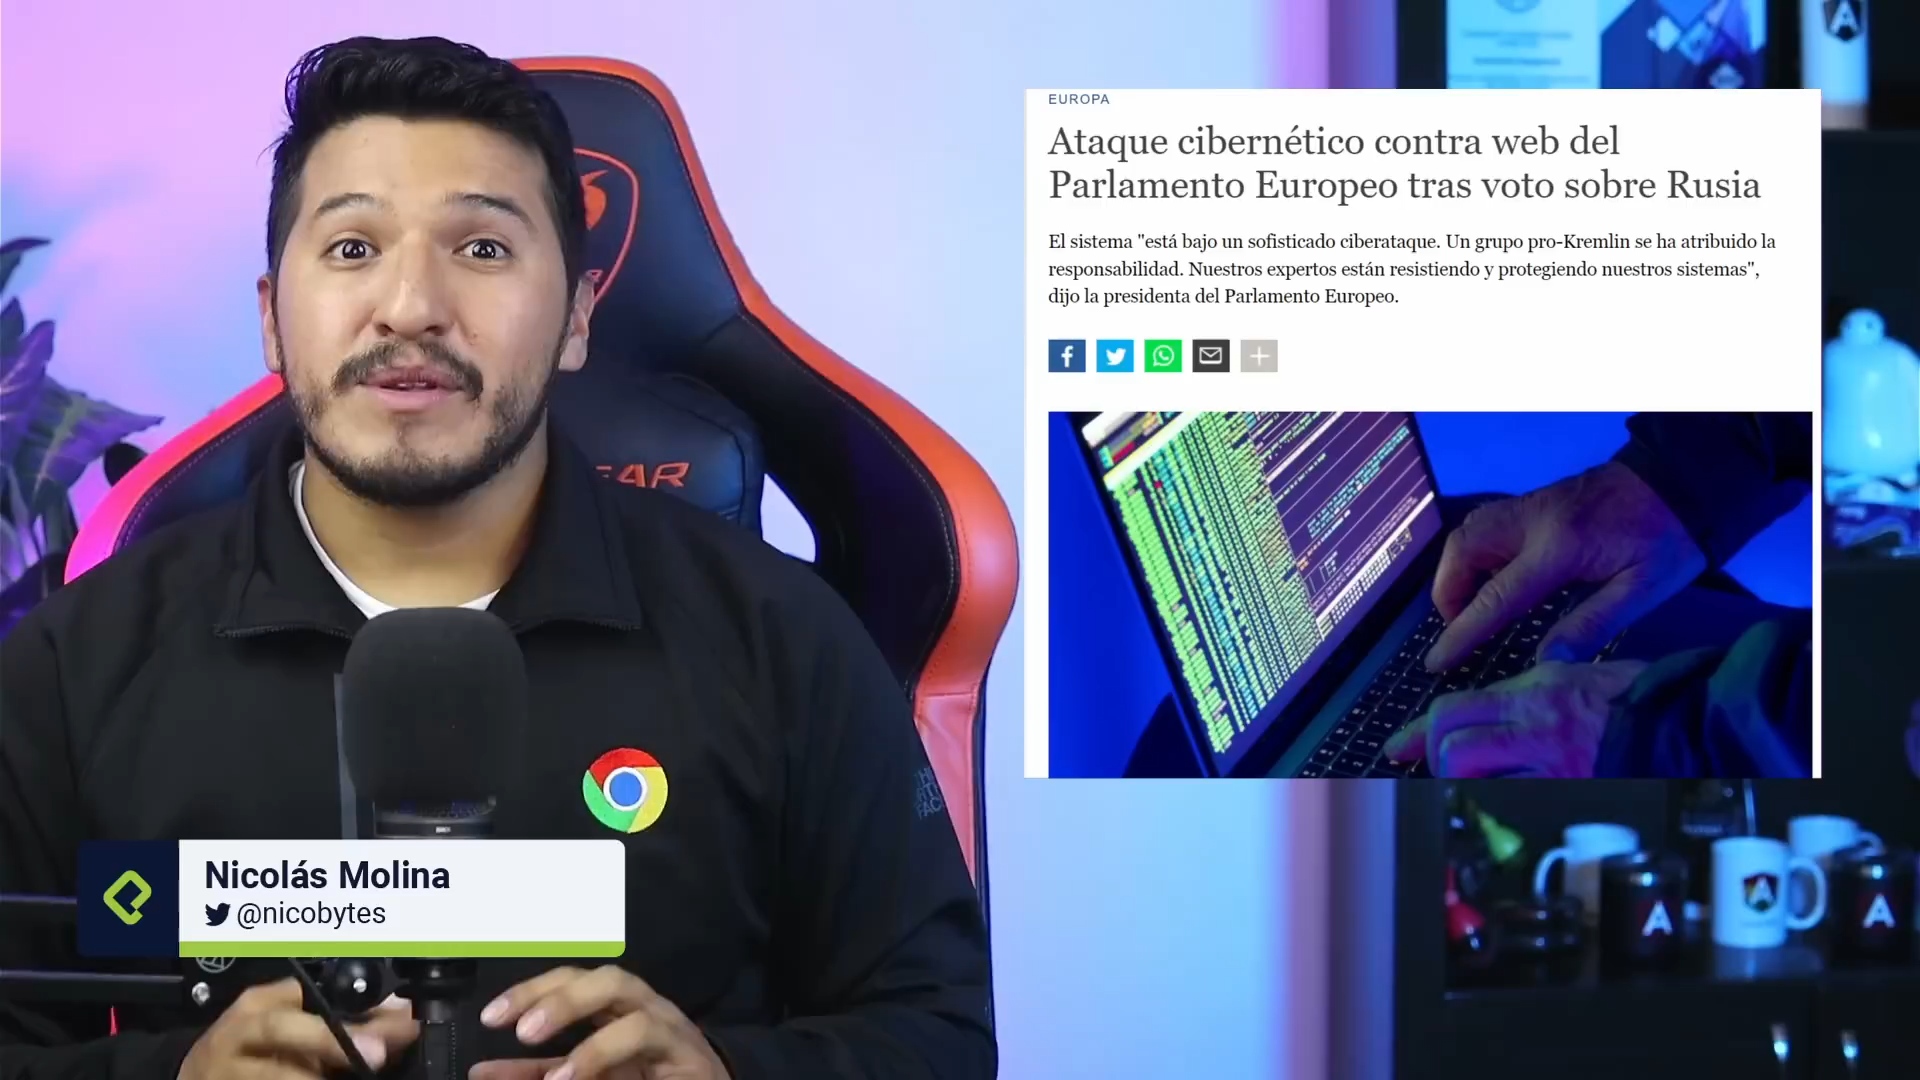 EUROPA
Ataque cibernético contra web del
Parlamento Europeo tras voto sobre Rusia
El sistema "está bajo un sofisticado ciberataque. Un grupo pro-Kremlin se ha atribuido la
responsabilidad. Nuestros expertos están resistiendo y protegiendo nuestros sistemas",
dijo la presidenta del Parlamento Europeo.
Nicolás Molina
@nicobytes